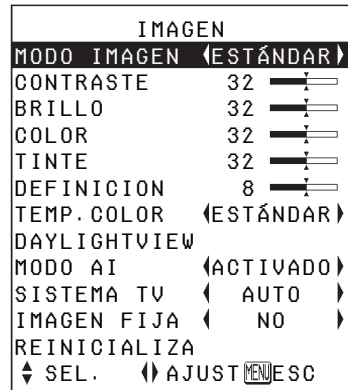 IMAGEN
MODO IMAGEN ESTÁNDAR
CONTRASTE 32
BRILLO 32
COLOR 32
TINTE 32
DEFINICION 8
TEMP.COLOR ESTÁNDAR
DAYLIGHTVIEW
MODO AI ACTIVADO
SISTEMA TV AUTO
IMAGEN FIJA NO
REINICIALIZA
SEL. AJUST MENU ESC